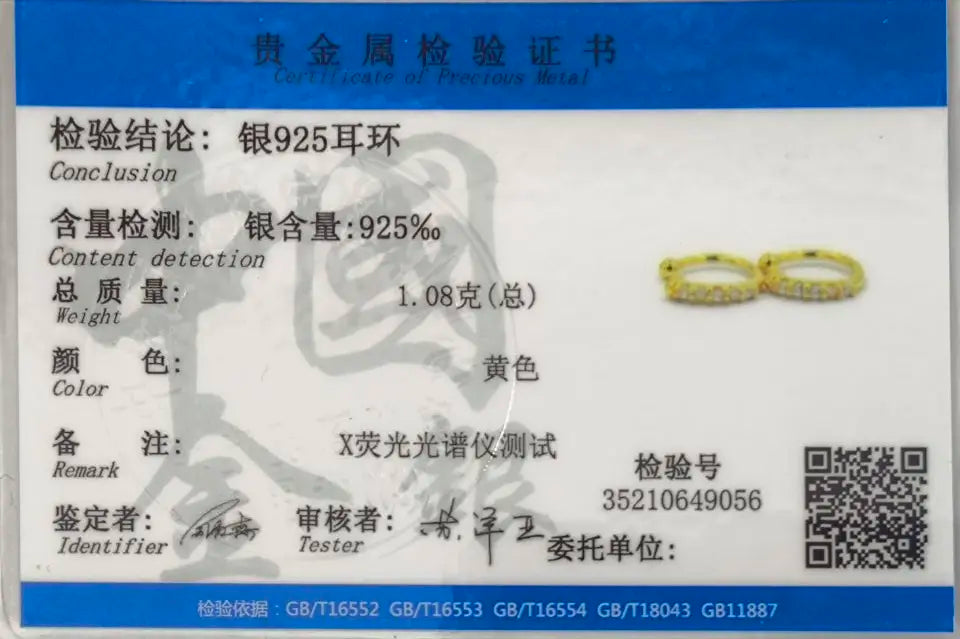 贵金属检验证书
Certificate of Precious Metal
检验结论: 银925耳环
Conclusion
含量检测: 银含量:925‰
Content detection
总质量: 1.08克(总)
Weight
颜色: 黄色
Color
备注: X荧光光谱仪测试
Remark
检验号
35210649056
鉴定者: 审核者:
Identifier Tester
委托单位:
检验依据: GB/T16552 GB/T16553 GB/T16554 GB/T18043 GB11887
中國
金銀